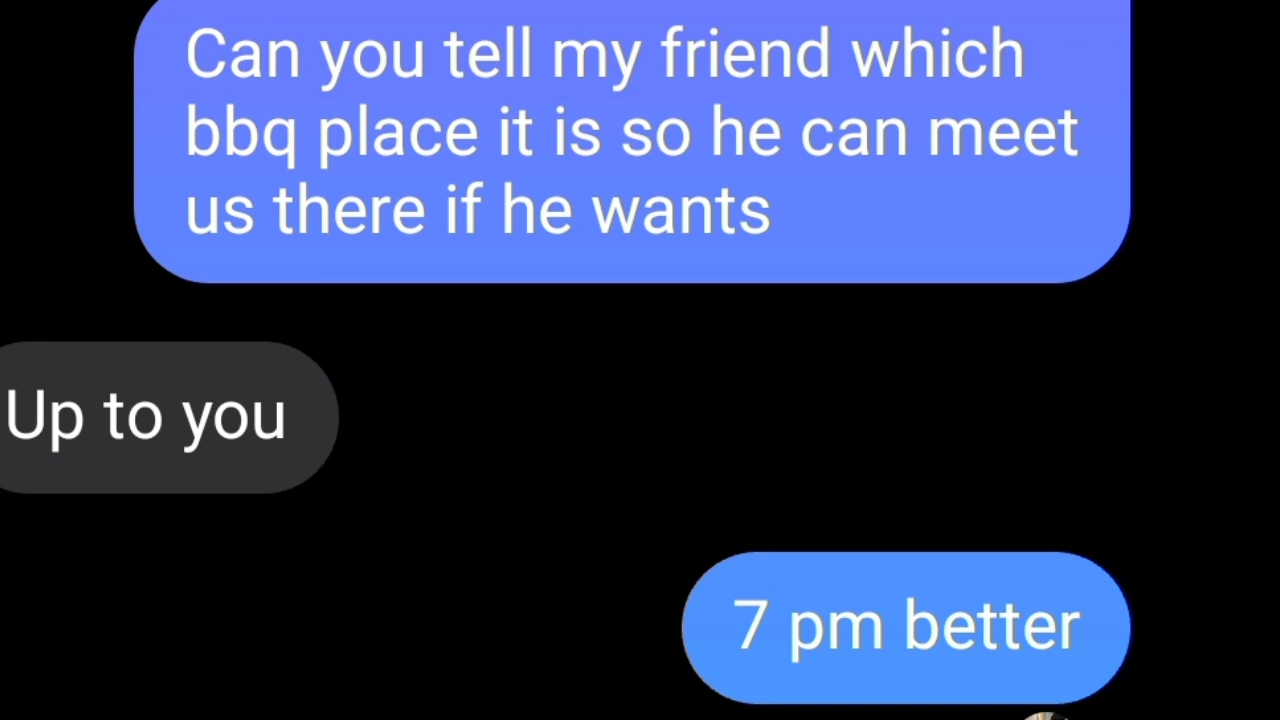 Can you tell my friend which
bbq place it is so he can meet
us there if he wants
Up to you
7 pm better